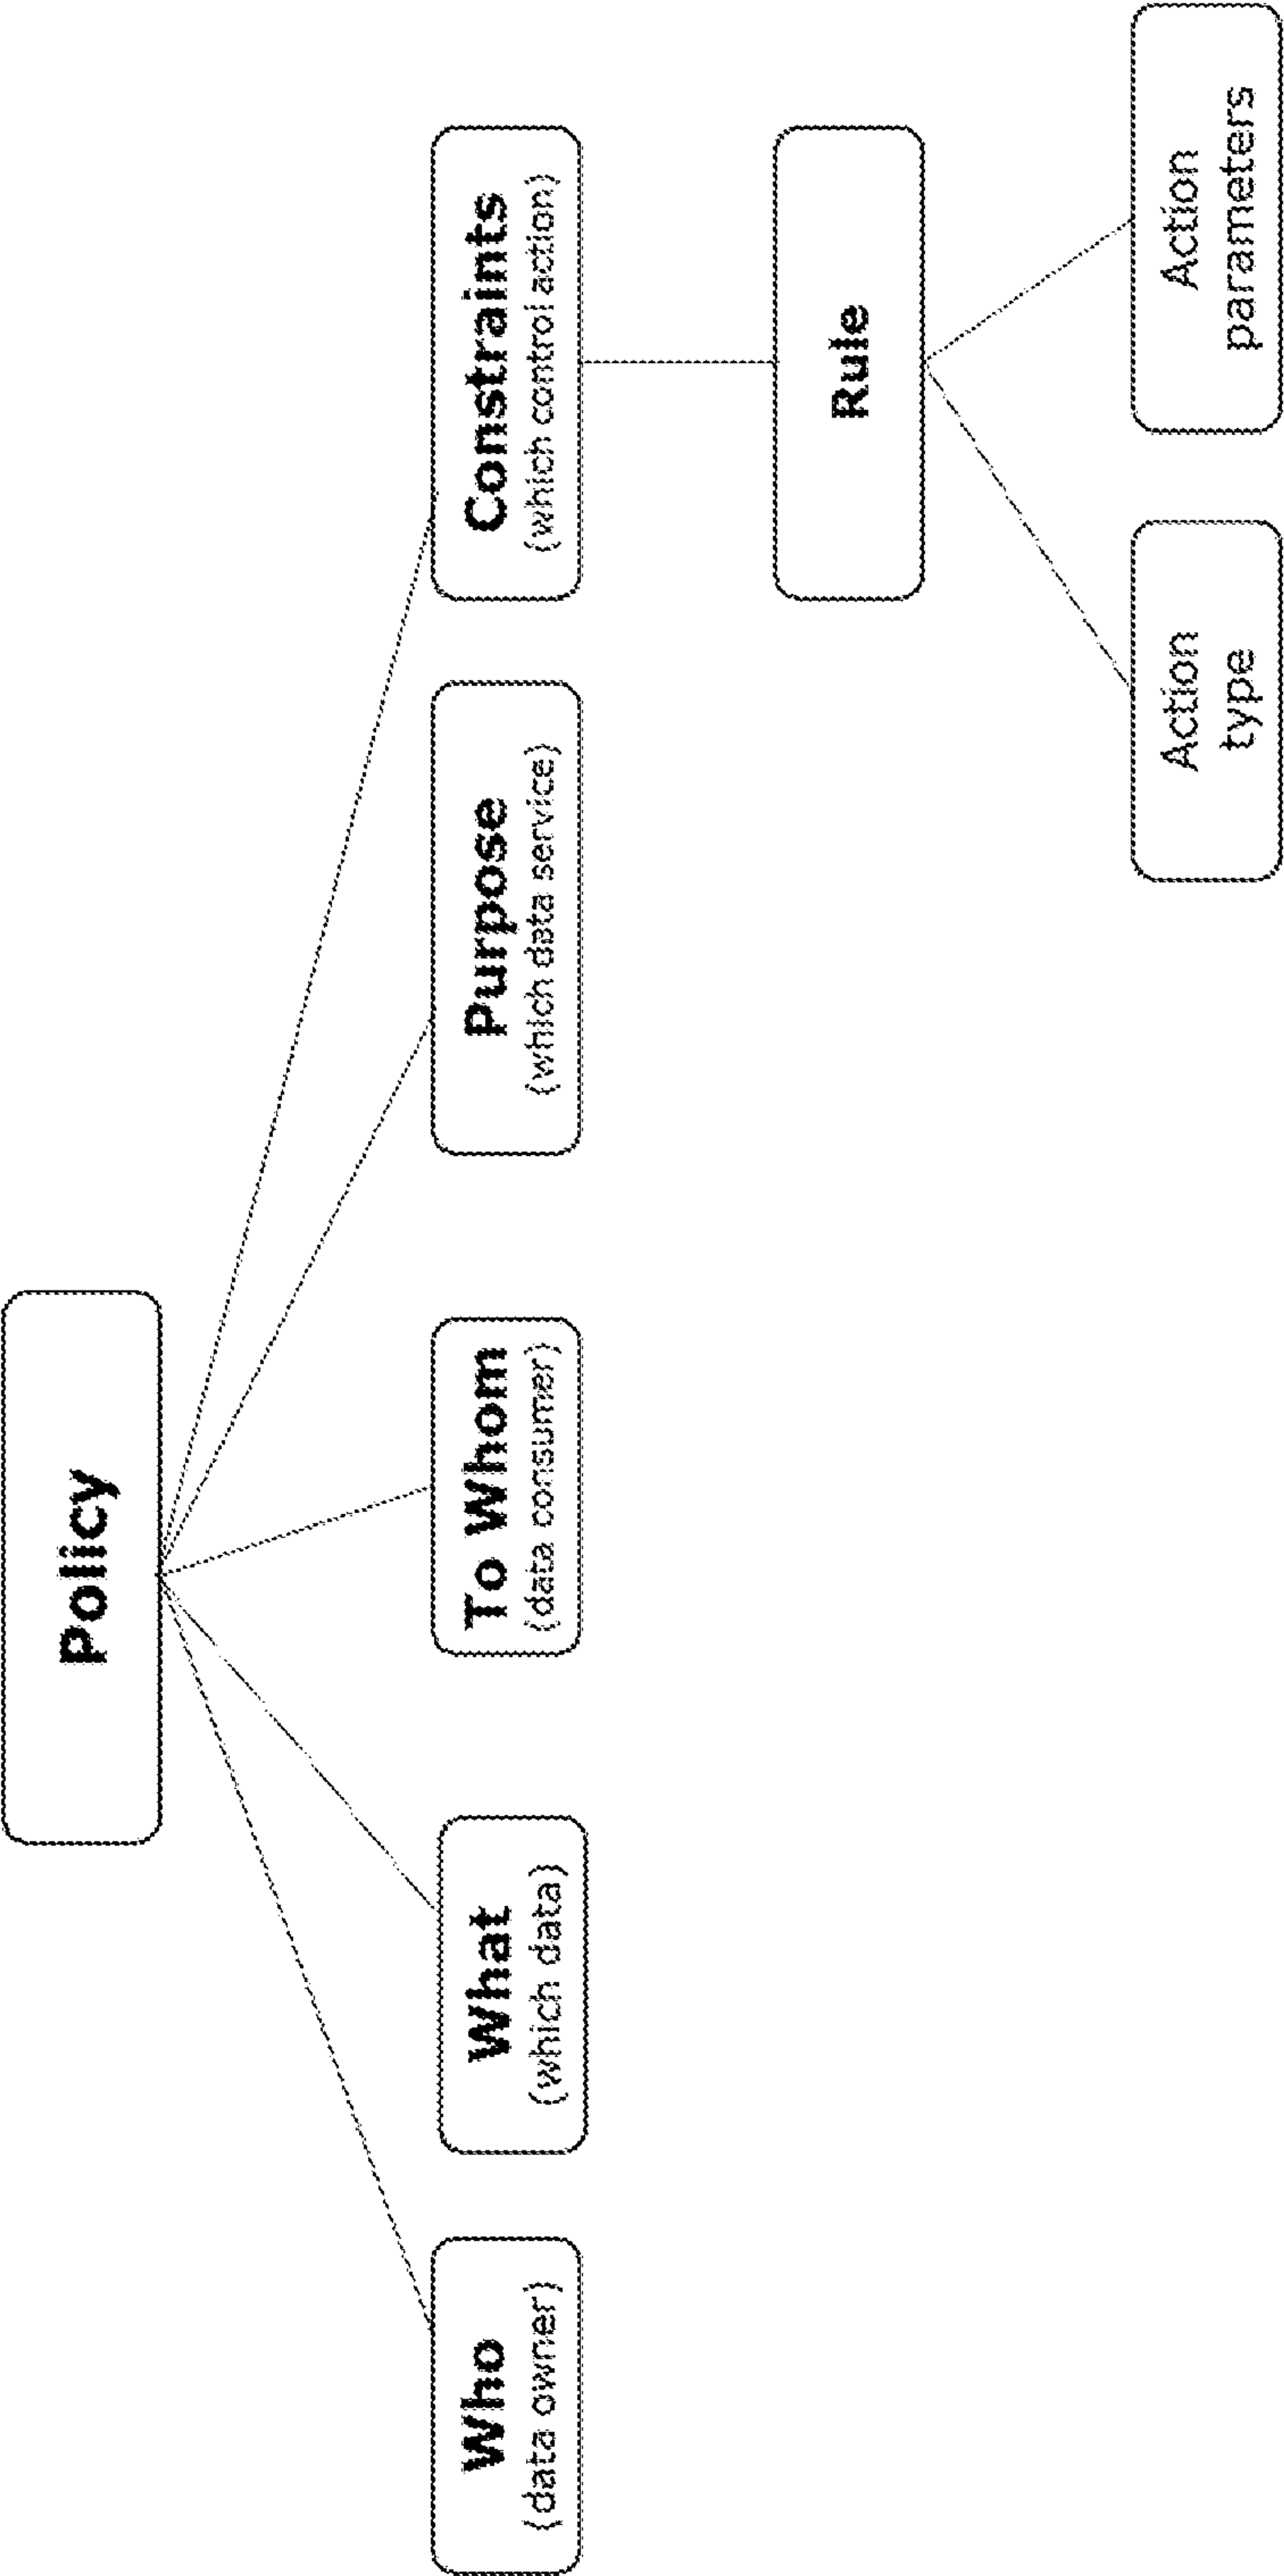 Policy
Who
(data owner)
What
(which data)
To Whom
(data consumer)
Purpose
(which data service)
Constraints
(which control action)
Rule
Action
type
Action
parameters